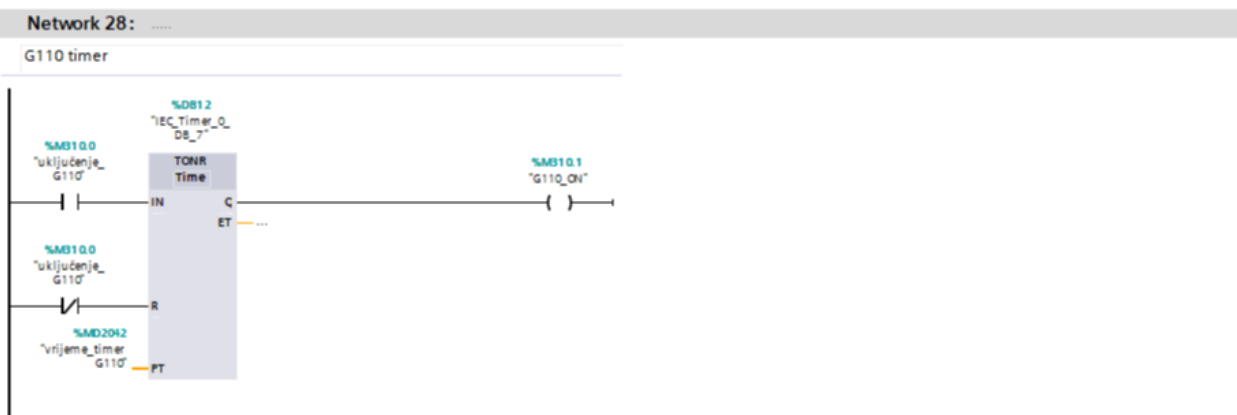 Network 28: .....
G110 timer
%DB12
"IEC_Timer_0_
DB_7"
%M310.0
"uključenje_
G110"
TONR
Time
%M310.1
"G110_ON"
IN
Q
ET
...
%M310.0
"uključenje_
G110"
R
%MD2042
"vrijeme_timer
G110"
PT